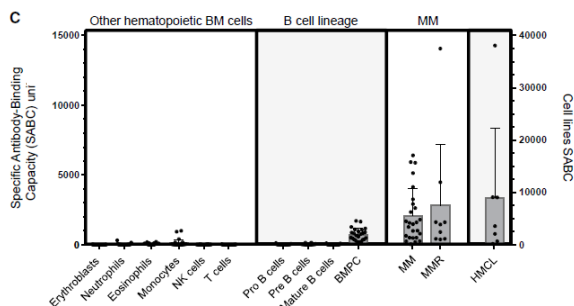 C
Other hematopoietic BM cells
B cell lineage
MM
Specific Antibody-Binding
Capacity (SABC) uni
15000
10000
5000
0
40000
30000
20000
10000
0
Cell lines SABC
Erythroblasts
Neutrophils
Eosinophils
Monocytes
NK cells
T cells
Pro B cells
Pre B cells
Mature B cells
BMPC
MM
MMR
HMCL